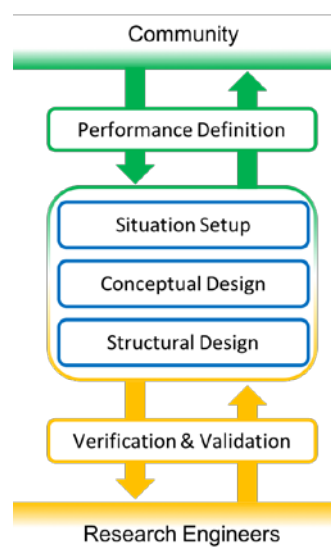 Community
Performance Definition
Situation Setup
Conceptual Design
Structural Design
Verification & Validation
Research Engineers